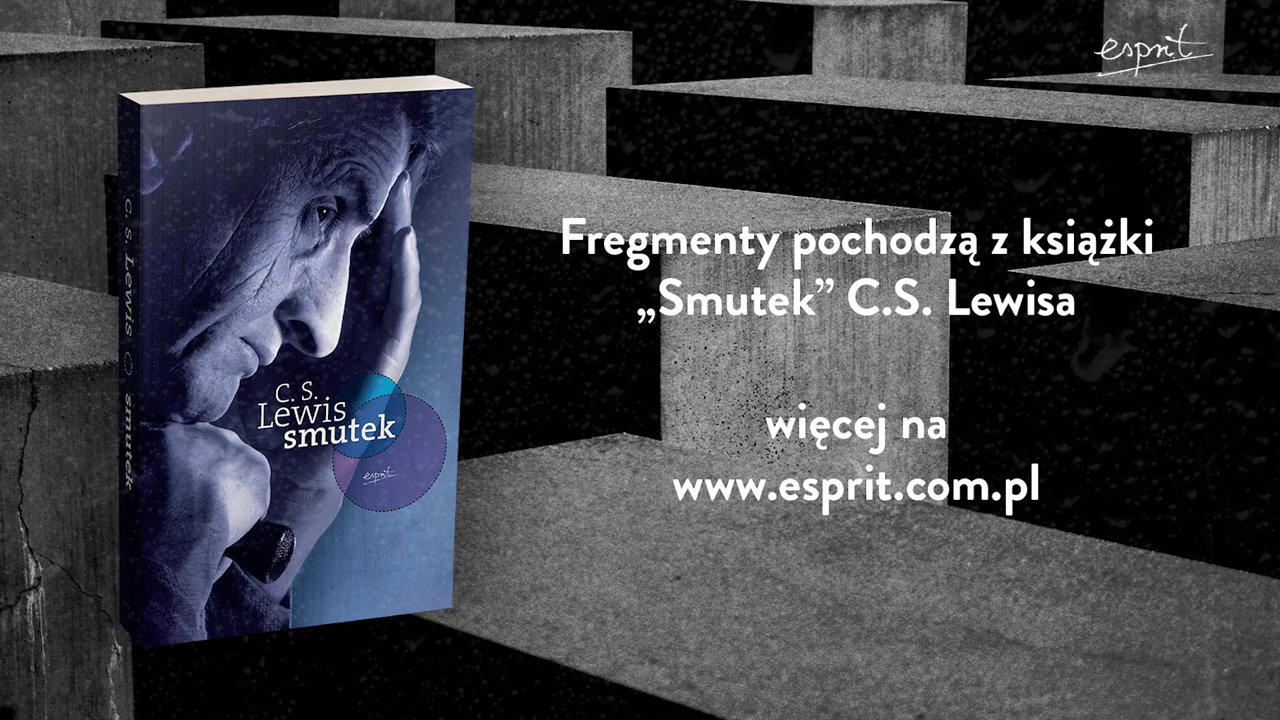 esprit
C. S. Lewis smutek
C. S.
Lewis
smutek
esprit
Fregmenty pochodzą z książki
„Smutek” C.S. Lewisa
więcej na
www.esprit.com.pl